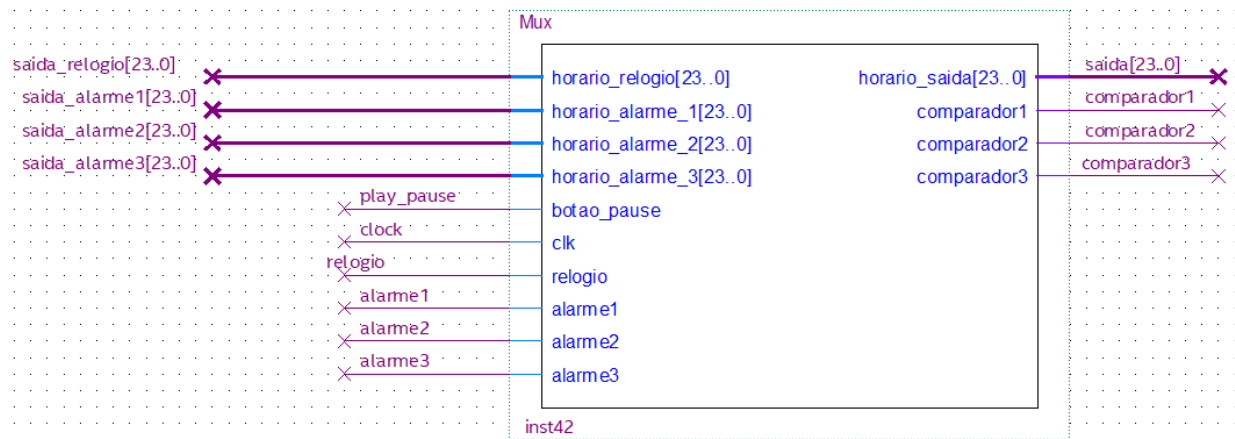 Mux
saida_relogio[23..0]
saida_alarme1[23..0]
saida_alarme2[23..0]
saida_alarme3[23..0]
play_pause
clock
relogio
alarme1
alarme2
alarme3
horario_relogio[23..0]
horario_alarme_1[23..0]
horario_alarme_2[23..0]
horario_alarme_3[23..0]
botao_pause
clk
relogio
alarme1
alarme2
alarme3
horario_saida[23..0]
comparador1
comparador2
comparador3
saida[23..0]
comparador1
comparador2
comparador3
inst42